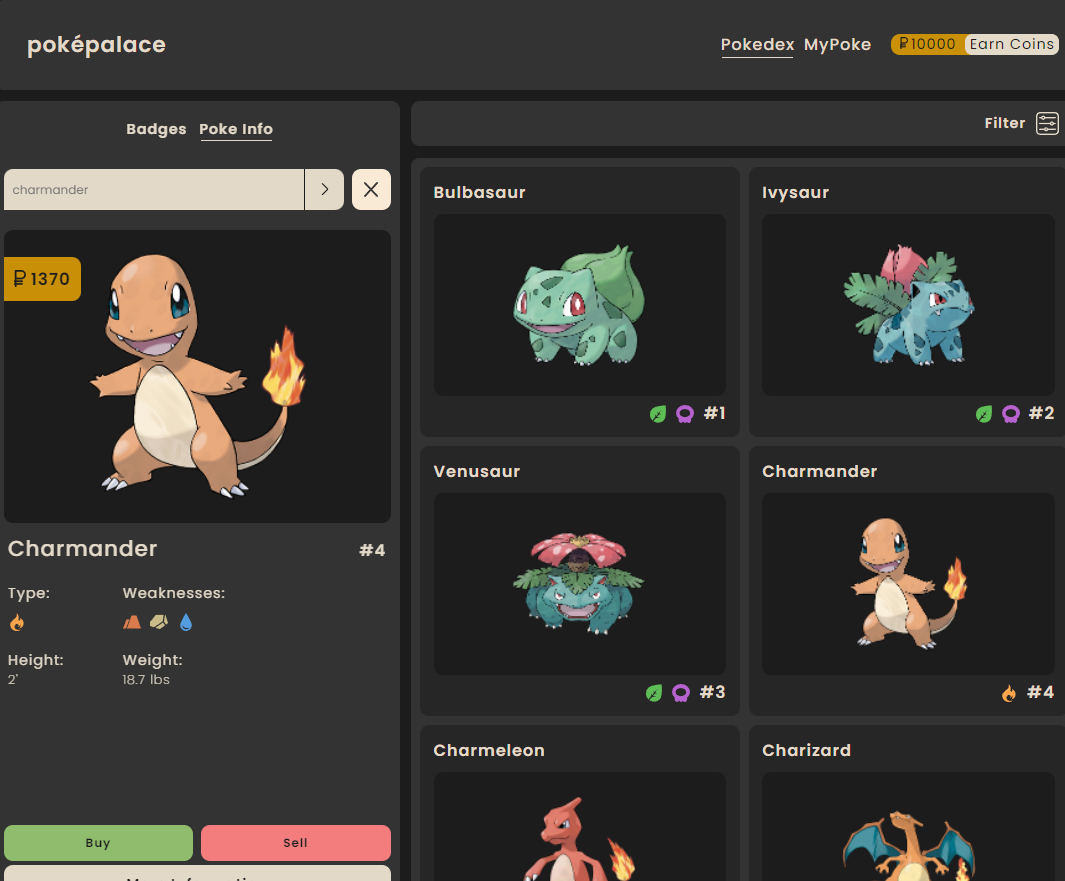 poképalace
Pokedex MyPoke ₽10000 Earn Coins
Badges Poke Info
charmander
₽1370
Charmander #4
Type: Weaknesses:
Height: Weight:
2' 18.7 lbs
Buy Sell
Filter
Bulbasaur
#1
Ivysaur
#2
Venusaur
#3
Charmander
#4
Charmeleon
Charizard